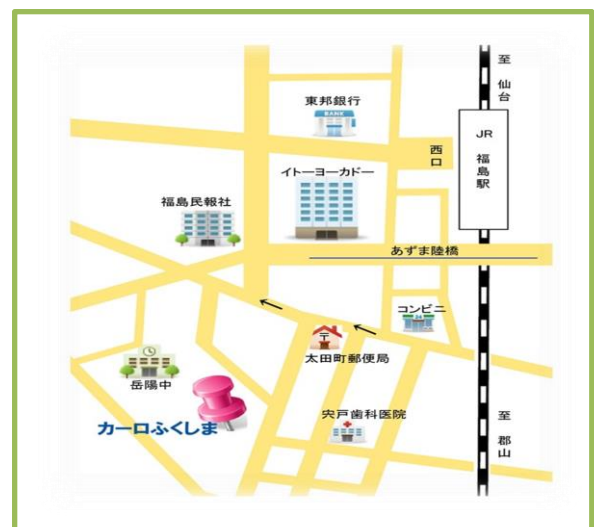 至
仙
台
東邦銀行
BANK
JR
福
島
駅
西
口
イトーヨーカドー
福島民報社
あずま陸橋
コンビニ
〒
太田町郵便局
岳陽中
カーロふくしま
宍戸歯科医院
至
郡
山